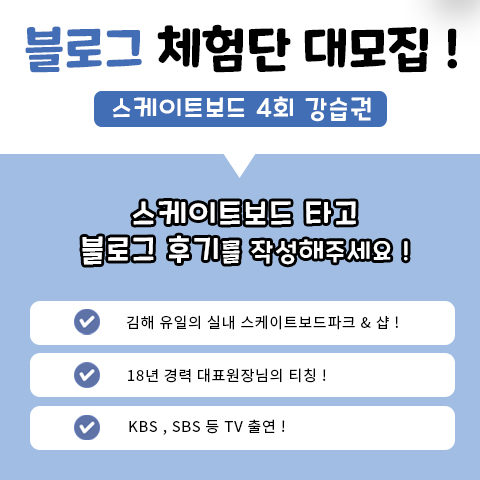 블로그 체험단 대모집 !
스케이트보드 4회 강습권
스케이트보드 타고
블로그 후기를 작성해주세요 !
김해 유일의 실내 스케이트보드파크 & 샵 !
18년 경력 대표원장님의 티칭 !
KBS , SBS 등 TV 출연 !